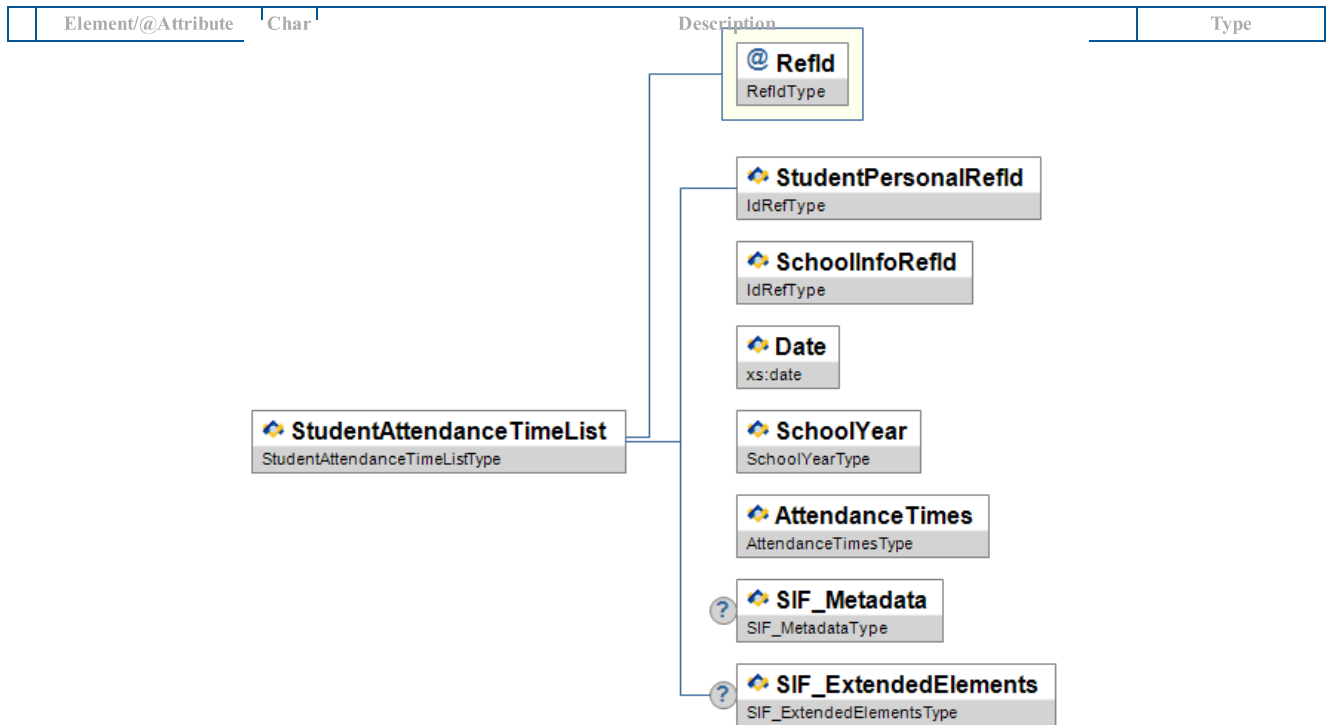 Element/@Attribute Char Description Type
@ RefId
RefIdType
StudentPersonalRefId
IdRefType
SchoolInfoRefId
IdRefType
Date
xs:date
StudentAttendanceTimeList
StudentAttendanceTimeListType
SchoolYear
SchoolYearType
AttendanceTimes
AttendanceTimesType
? SIF_Metadata
SIF_MetadataType
? SIF_ExtendedElements
SIF_ExtendedElementsType